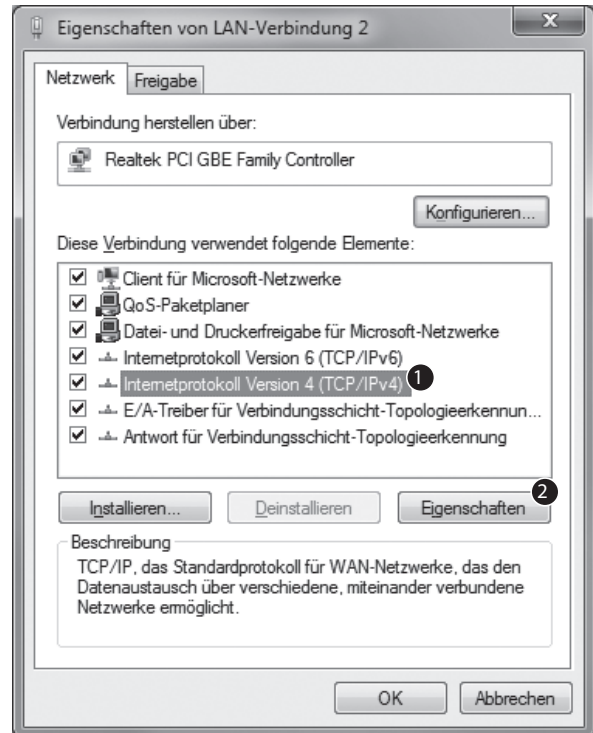 Eigenschaften von LAN-Verbindung 2
x
Netzwerk Freigabe
Verbindung herstellen über:
Realtek PCI GBE Family Controller
Konfigurieren...
Diese Verbindung verwendet folgende Elemente:
Client für Microsoft-Netzwerke
QoS-Paketplaner
Datei- und Druckerfreigabe für Microsoft-Netzwerke
Internetprotokoll Version 6 (TCP/IPv6)
Internetprotokoll Version 4 (TCP/IPv4) 1
E/A-Treiber für Verbindungsschicht-Topologieerkennun...
Antwort für Verbindungsschicht-Topologieerkennung
2
Installieren... Deinstallieren Eigenschaften
Beschreibung
TCP/IP, das Standardprotokoll für WAN-Netzwerke, das den
Datenaustausch über verschiedene, miteinander verbundene
Netzwerke ermöglicht.
OK Abbrechen